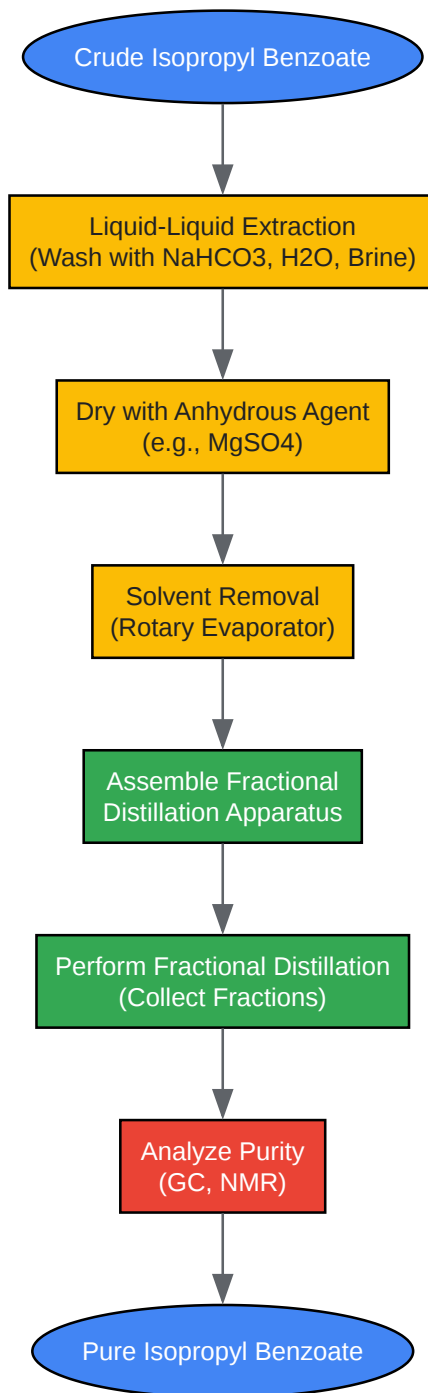 Crude Isopropyl Benzoate
Liquid-Liquid Extraction
(Wash with NaHCO3, H2O, Brine)
Dry with Anhydrous Agent
(e.g., MgSO4)
Solvent Removal
(Rotary Evaporator)
Assemble Fractional
Distillation Apparatus
Perform Fractional Distillation
(Collect Fractions)
Analyze Purity
(GC, NMR)
Pure Isopropyl Benzoate